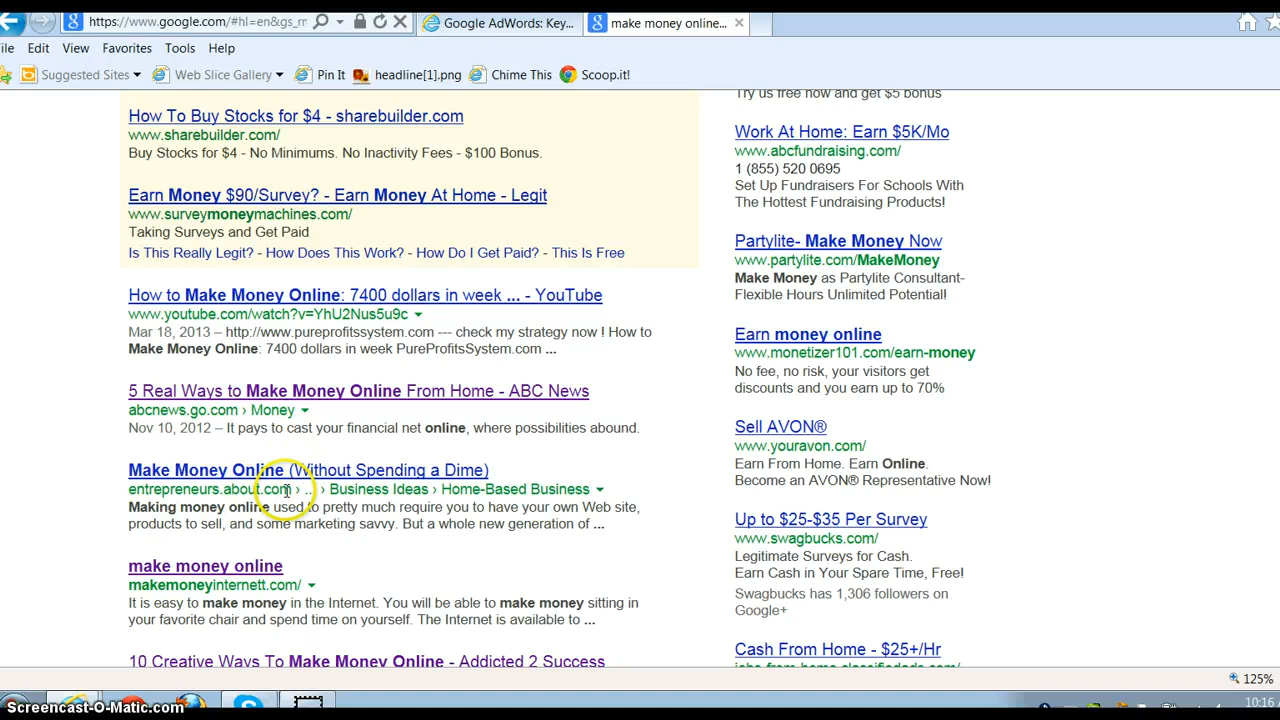 https://www.google.com/#hl=en&gs_n
Google AdWords: Key...
make money online...
File
Edit
View
Favorites
Tools
Help
Suggested Sites
Web Slice Gallery
Pin It
headline[1].png
Chime This
Scoop.it!
How To Buy Stocks for $4 - sharebuilder.com
www.sharebuilder.com/
Buy Stocks for $4 - No Minimums. No Inactivity Fees - $100 Bonus.
Earn Money $90/Survey? - Earn Money At Home - Legit
www.surveymoneymachines.com/
Taking Surveys and Get Paid
Is This Really Legit? - How Does This Work? - How Do I Get Paid? - This Is Free
How to Make Money Online: 7400 dollars in week ... - YouTube
www.youtube.com/watch?v=YhU2Nus5u9c
Mar 18, 2013 – http://www.pureprofitssystem.com --- check my strategy now ! How to
Make Money Online: 7400 dollars in week PureProfitsSystem.com ...
5 Real Ways to Make Money Online From Home - ABC News
abcnews.go.com › Money
Nov 10, 2012 – It pays to cast your financial net online, where possibilities abound.
Make Money Online (Without Spending a Dime)
entrepreneurs.about.com › ... › Business Ideas › Home-Based Business
Making money online used to pretty much require you to have your own Web site,
products to sell, and some marketing savvy. But a whole new generation of ...
make money online
makemoneyinternett.com/
It is easy to make money in the Internet. You will be able to make money sitting in
your favorite chair and spend time on yourself. The Internet is available to ...
10 Creative Ways To Make Money Online - Addicted 2 Success
Try us free now and get $5 bonus
Work At Home: Earn $5K/Mo
www.abcfundraising.com/
1 (855) 520 0695
Set Up Fundraisers For Schools With
The Hottest Fundraising Products!
Partylite- Make Money Now
www.partylite.com/MakeMoney
Make Money as Partylite Consultant-
Flexible Hours Unlimited Potential!
Earn money online
www.monetizer101.com/earn-money
No fee, no risk, your visitors get
discounts and you earn up to 70%
Sell AVON®
www.youravon.com/
Earn From Home. Earn Online.
Become an AVON® Representative Now!
Up to $25-$35 Per Survey
www.swagbucks.com/
Legitimate Surveys for Cash.
Earn Cash in Your Spare Time, Free!
Swagbucks has 1,306 followers on
Google+
Cash From Home - $25+/Hr
125%
10:16
Screencast-O-Matic.com